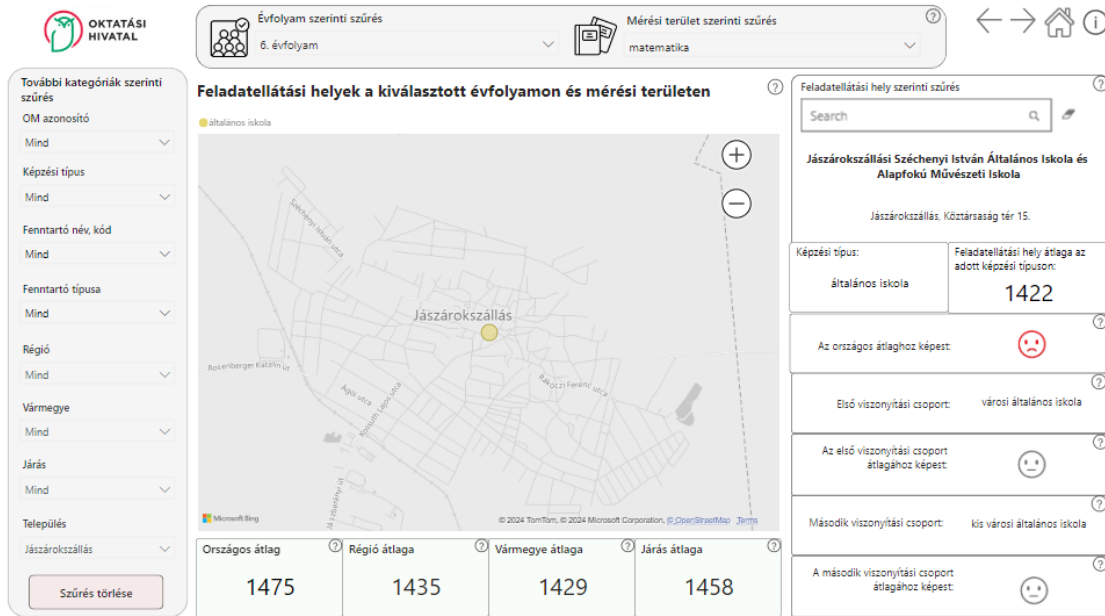 OKTATÁSI
HIVATAL
Évfolyam szerinti szűrés
6. évfolyam
Mérési terület szerinti szűrés
matematika
További kategóriák szerinti
szűrés
OM azonosító
Mind
Képzési típus
Mind
Fenntartó név, kód
Mind
Fenntartó típusa
Mind
Régió
Mind
Vármegye
Mind
Járás
Mind
Település
Jászárokszállás
Szűrés törlése
Feladatellátási helyek a kiválasztott évfolyamon és mérési területen
általános iskola
Széchenyi István utca
Jászárokszállás
Rosenberger Katalin út
Ágói utca
Kossuth Lajos utca
Rákóczi Ferenc utca
Jászberényi út
Microsoft Bing
© 2024 TomTom, © 2024 Microsoft Corporation, © OpenStreetMap Terms
Országos átlag
1475
Régió átlaga
1435
Vármegye átlaga
1429
Járás átlaga
1458
Feladatellátási hely szerinti szűrés
Search
Jászárokszállási Széchenyi István Általános Iskola és
Alapfokú Művészeti Iskola
Jászárokszállás, Köztársaság tér 15.
Képzési típus:
általános iskola
Feladatellátási hely átlaga az
adott képzési típuson:
1422
Az országos átlaghoz képest:
Első viszonyítási csoport:
városi általános iskola
Az első viszonyítási csoport
átlagához képest:
Második viszonyítási csoport:
kis városi általános iskola
A második viszonyítási csoport
átlagához képest: